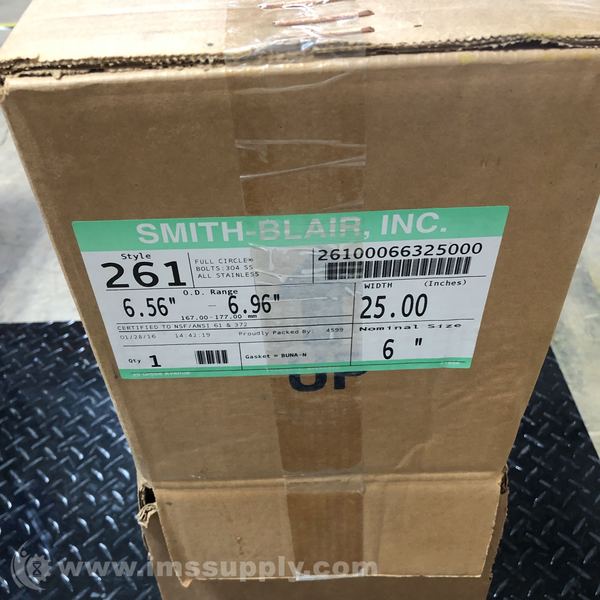 SMITH-BLAIR, INC.
Style
261
FULL CIRCLE®
BOLTS:304 SS
ALL STAINLESS
26100066325000
O.D. Range
6.56" — 6.96"
167.00-177.00 mm
WIDTH (Inches)
25.00
CERTIFIED TO NSF/ANSI 61 & 372
01/28/16 14:42:19 Proudly Packed By: 4599
Nominal Size
6 "
Qty 1
Gasket = BUNA-N
UP
www.imssupply.com